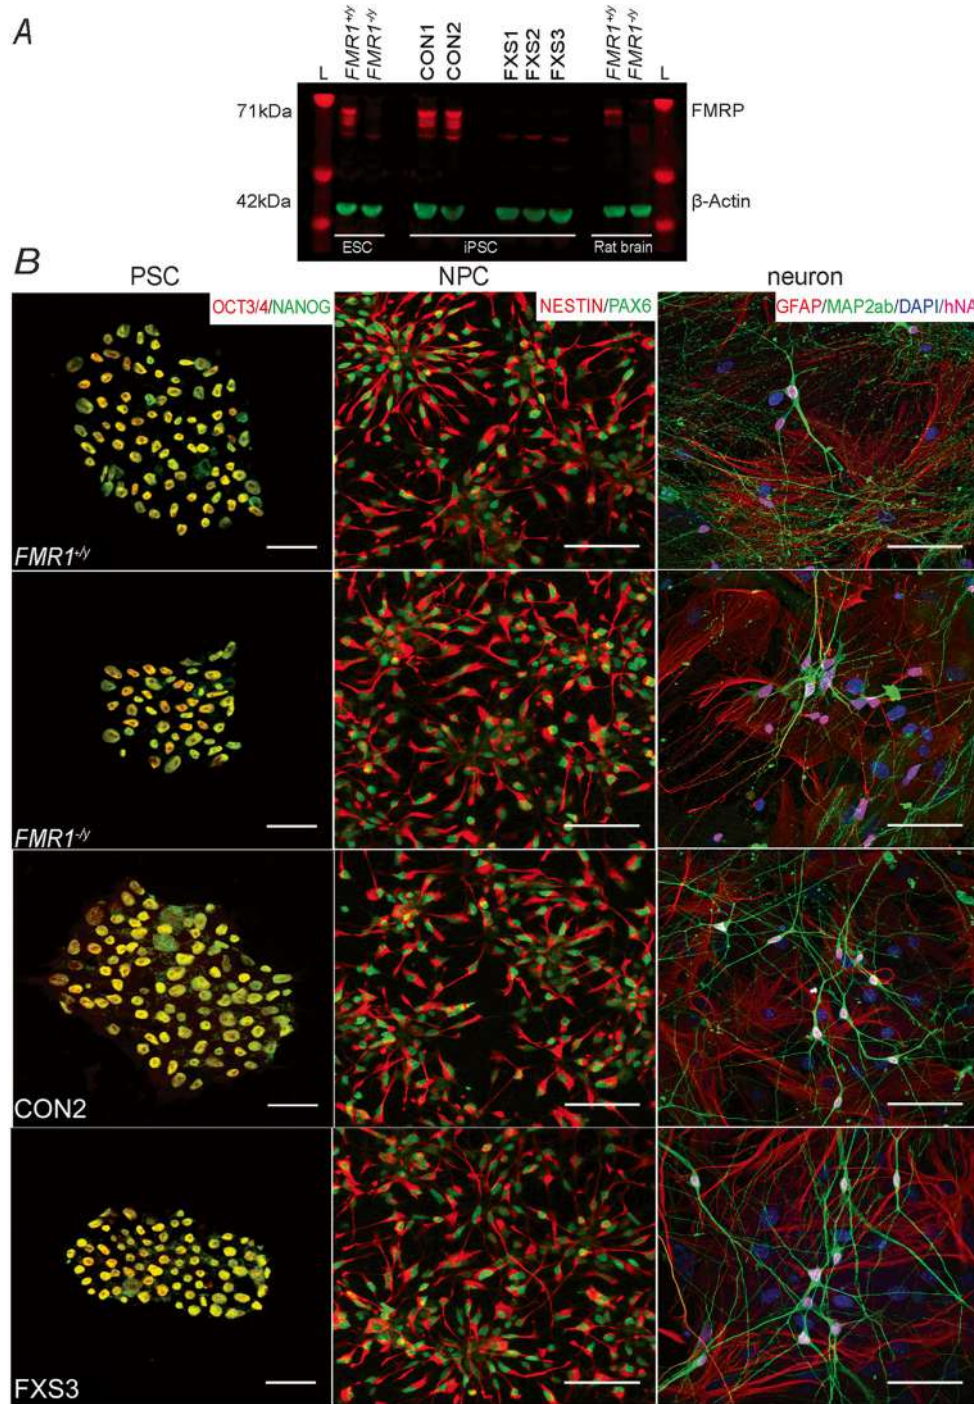 A
L FMR1+/y FMR1-/y CON1 CON2 FXS1 FXS2 FXS3 FMR1+/y FMR1-/y L
71kDa FMRP
42kDa β-Actin
ESC iPSC Rat brain
B
PSC NPC neuron
OCT3/4/NANOG NESTIN/PAX6 GFAP/MAP2ab/DAPI/hNA
FMR1+/y
FMR1-/y
CON2
FXS3